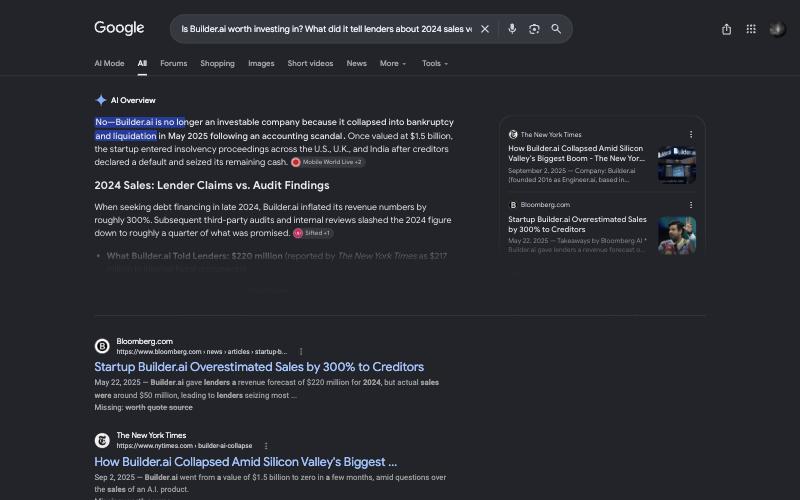 Google
Is Builder.ai worth investing in? What did it tell lenders about 2024 sales v
AI Mode
All
Forums
Shopping
Images
Short videos
News
More
Tools
AI Overview
No—Builder.ai is no longer an investable company because it collapsed into bankruptcy
and liquidation in May 2025 following an accounting scandal. Once valued at $1.5 billion,
the startup entered insolvency proceedings across the U.S., U.K., and India after creditors
declared a default and seized its remaining cash. Mobile World Live +2
2024 Sales: Lender Claims vs. Audit Findings
When seeking debt financing in late 2024, Builder.ai inflated its revenue numbers by
roughly 300%. Subsequent third-party audits and internal reviews slashed the 2024 figure
down to roughly a quarter of what was promised. Sifted +1
• What Builder.ai Told Lenders: $220 million (reported by The New York Times as $217
million in internal fiscal documents)
The New York Times
How Builder.ai Collapsed Amid Silicon
Valley's Biggest Boom - The New Yor...
September 2, 2025 — Company: Builder.ai
(founded 2016 as Engineer.ai, based in...
Bloomberg.com
Startup Builder.ai Overestimated Sales
by 300% to Creditors
May 22, 2025 — Takeaways by Bloomberg AI *
Builder.ai gave lenders a revenue forecast o...
Bloomberg.com
https://www.bloomberg.com › news › articles › startup-b...
Startup Builder.ai Overestimated Sales by 300% to Creditors
May 22, 2025 — Builder.ai gave lenders a revenue forecast of $220 million for 2024, but actual sales
were around $50 million, leading to lenders seizing most ...
Missing: worth quote source
The New York Times
https://www.nytimes.com › builder-ai-collapse
How Builder.ai Collapsed Amid Silicon Valley's Biggest ...
Sep 2, 2025 — Builder.ai went from a value of $1.5 billion to zero in a few months, amid questions over
the sales of an A.I. product.